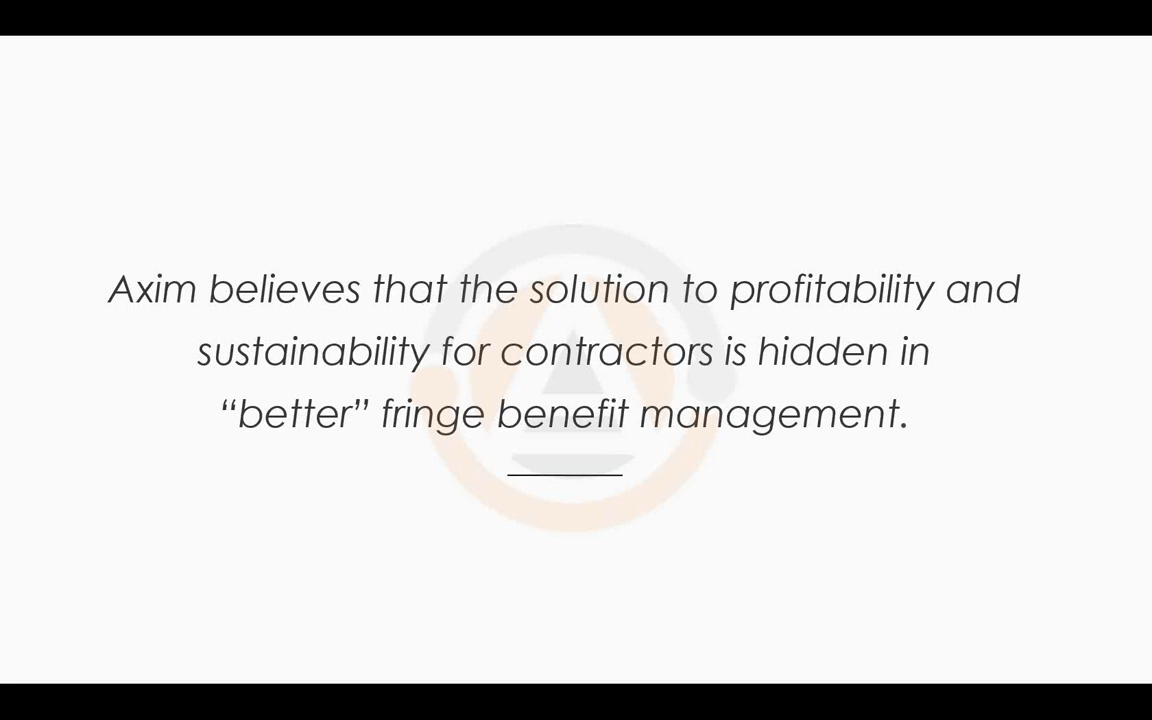 Axim believes that the solution to profitability and
sustainability for contractors is hidden in
“better” fringe benefit management.